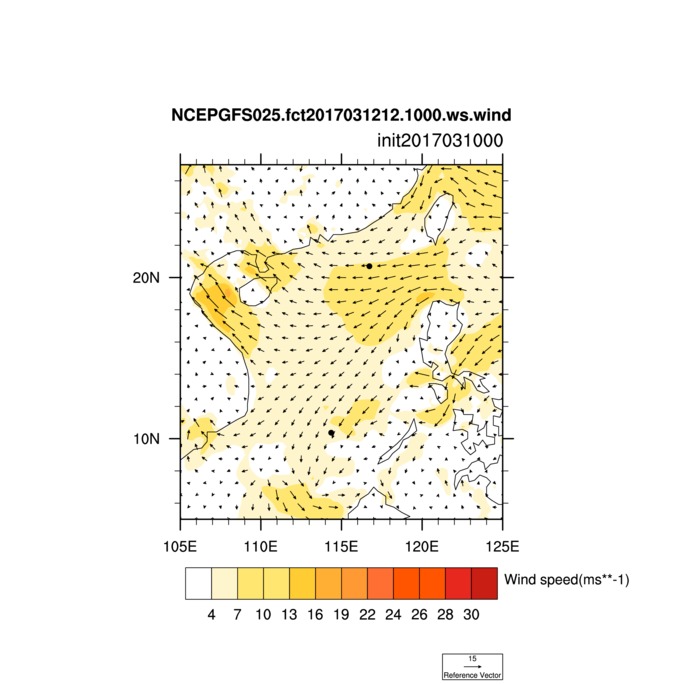 NCEPGFS025.fct2017031212.1000.ws.wind
init2017031000
20N
10N
105E 110E 115E 120E 125E
Wind speed(ms**-1)
4 7 10 13 16 19 22 24 26 28 30
15
Reference Vector